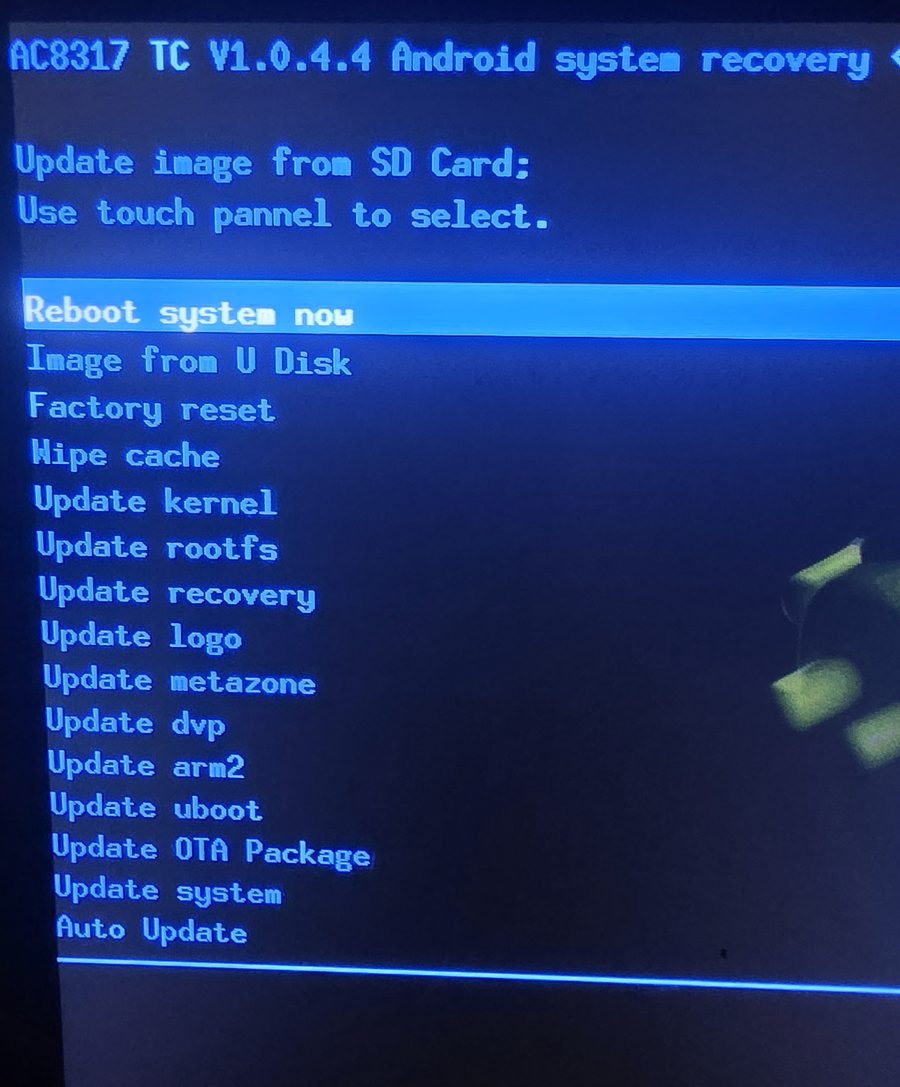 AC8317 TC V1.0.4.4 Android system recovery
Update image from SD Card;
Use touch pannel to select.
Reboot system now
Image from U Disk
Factory reset
Wipe cache
Update kernel
Update rootfs
Update recovery
Update logo
Update metazone
Update dvp
Update arm2
Update uboot
Update OTA Package
Update system
Auto Update